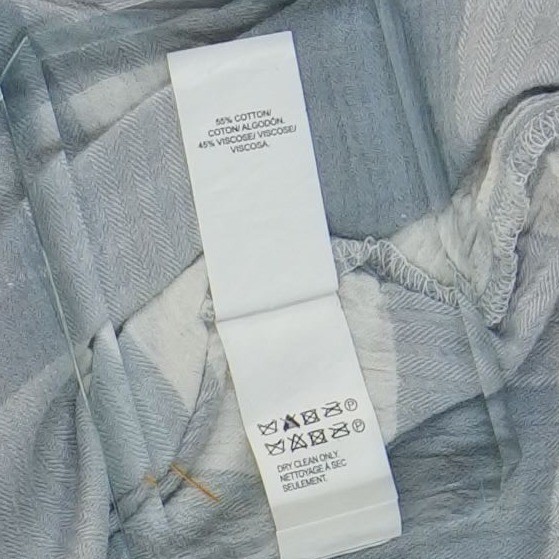 55% COTTON/
COTON/ ALGODÓN.
45% VISCOSE/ VISCOSE/
VISCOSA.
DRY CLEAN ONLY.
NETTOYAGE À SEC
SEULEMENT.